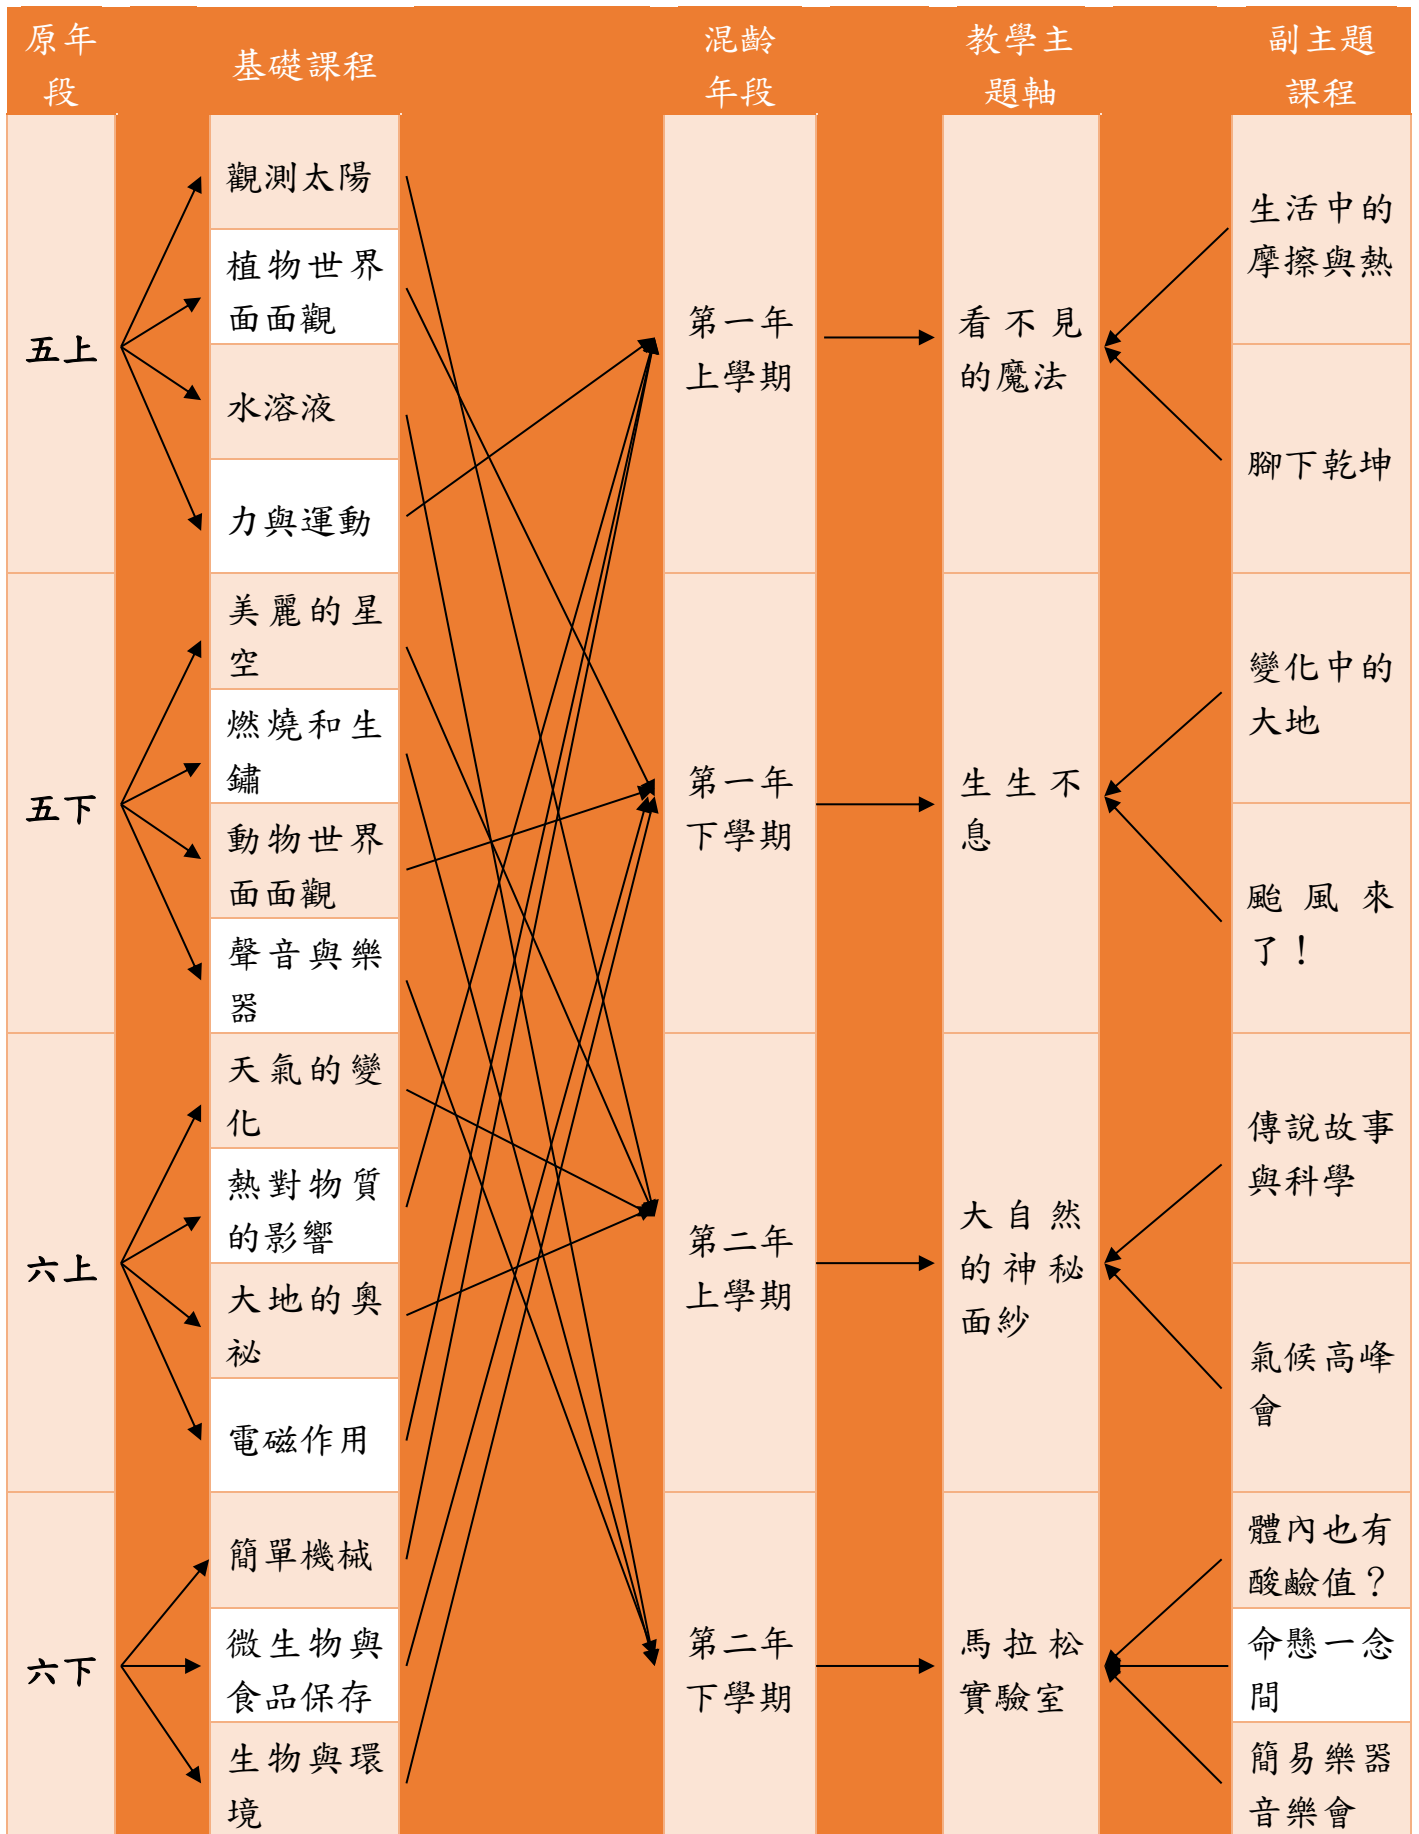 原年
段
基礎課程
混齡
年段
教學主
題軸
副主題
課程
五上
觀測太陽
植物世界
面面觀
水溶液
力與運動
第一年
上學期
看不見
的魔法
生活中的
摩擦與熱
腳下乾坤
五下
美麗的星
空
燃燒和生
鏽
動物世界
面面觀
聲音與樂
器
第一年
下學期
生生不
息
變化中的
大地
颱風來
了！
六上
天氣的變
化
熱對物質
的影響
大地的奧
祕
電磁作用
第二年
上學期
大自然
的神秘
面紗
傳說故事
與科學
氣候高峰
會
六下
簡單機械
微生物與
食品保存
生物與環
境
第二年
下學期
馬拉松
實驗室
體內也有
酸鹼值？
命懸一念
間
簡易樂器
音樂會